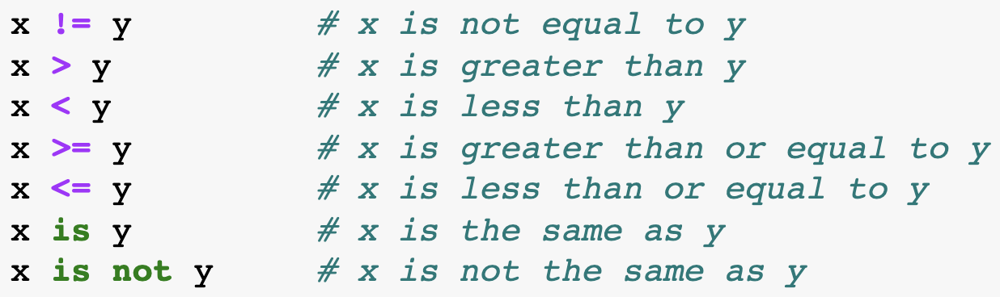 x != y # x is not equal to y
x > y # x is greater than y
x < y # x is less than y
x >= y # x is greater than or equal to y
x <= y # x is less than or equal to y
x is y # x is the same as y
x is not y # x is not the same as y